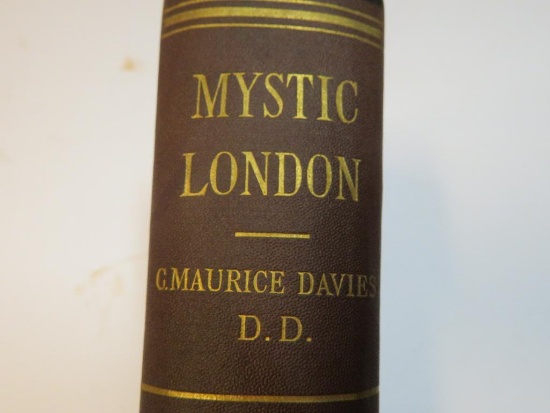 MYSTIC
LONDON
C. MAURICE DAVIES
D.D.